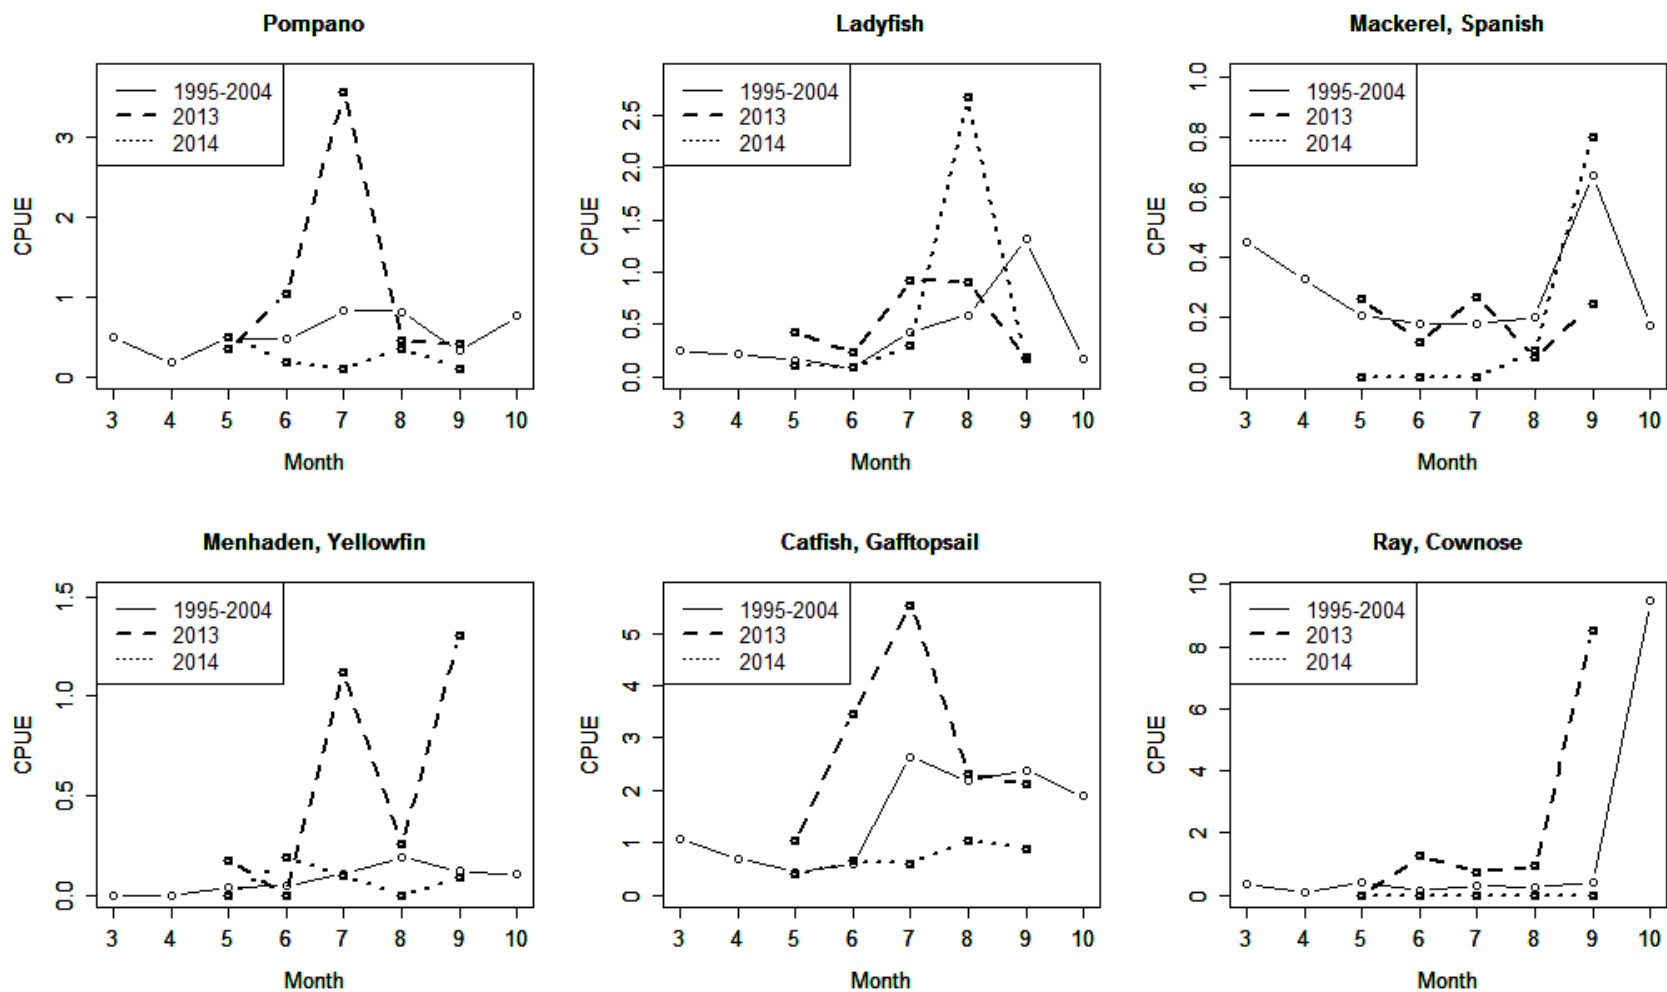 Pompano
1995-2004
2013
2014
CPUE
0 1 2 3
3 4 5 6 7 8 9 10
Month
Ladyfish
1995-2004
2013
2014
CPUE
0.0 0.5 1.0 1.5 2.0 2.5
3 4 5 6 7 8 9 10
Month
Mackerel, Spanish
1995-2004
2013
2014
CPUE
0.0 0.2 0.4 0.6 0.8 1.0
3 4 5 6 7 8 9 10
Month
Menhaden, Yellowfin
1995-2004
2013
2014
CPUE
0.0 0.5 1.0 1.5
3 4 5 6 7 8 9 10
Month
Catfish, Gafftopsail
1995-2004
2013
2014
CPUE
0 1 2 3 4 5
3 4 5 6 7 8 9 10
Month
Ray, Cownose
1995-2004
2013
2014
CPUE
0 2 4 6 8 10
3 4 5 6 7 8 9 10
Month